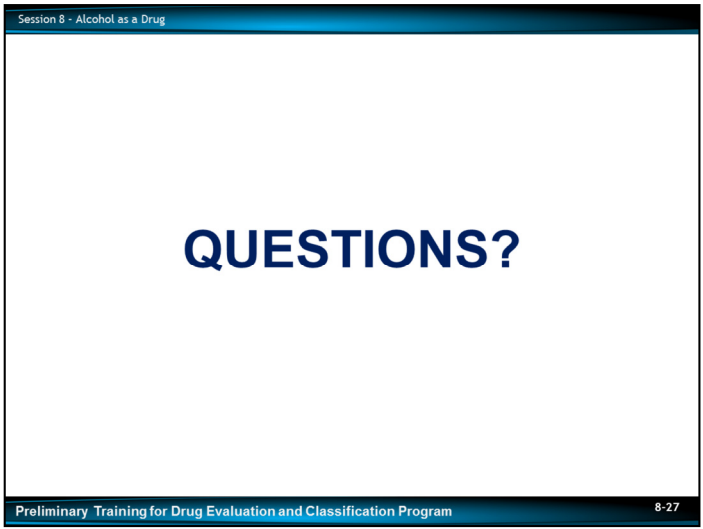 Session 8 - Alcohol as a Drug
QUESTIONS?
Preliminary Training for Drug Evaluation and Classification Program
8-27